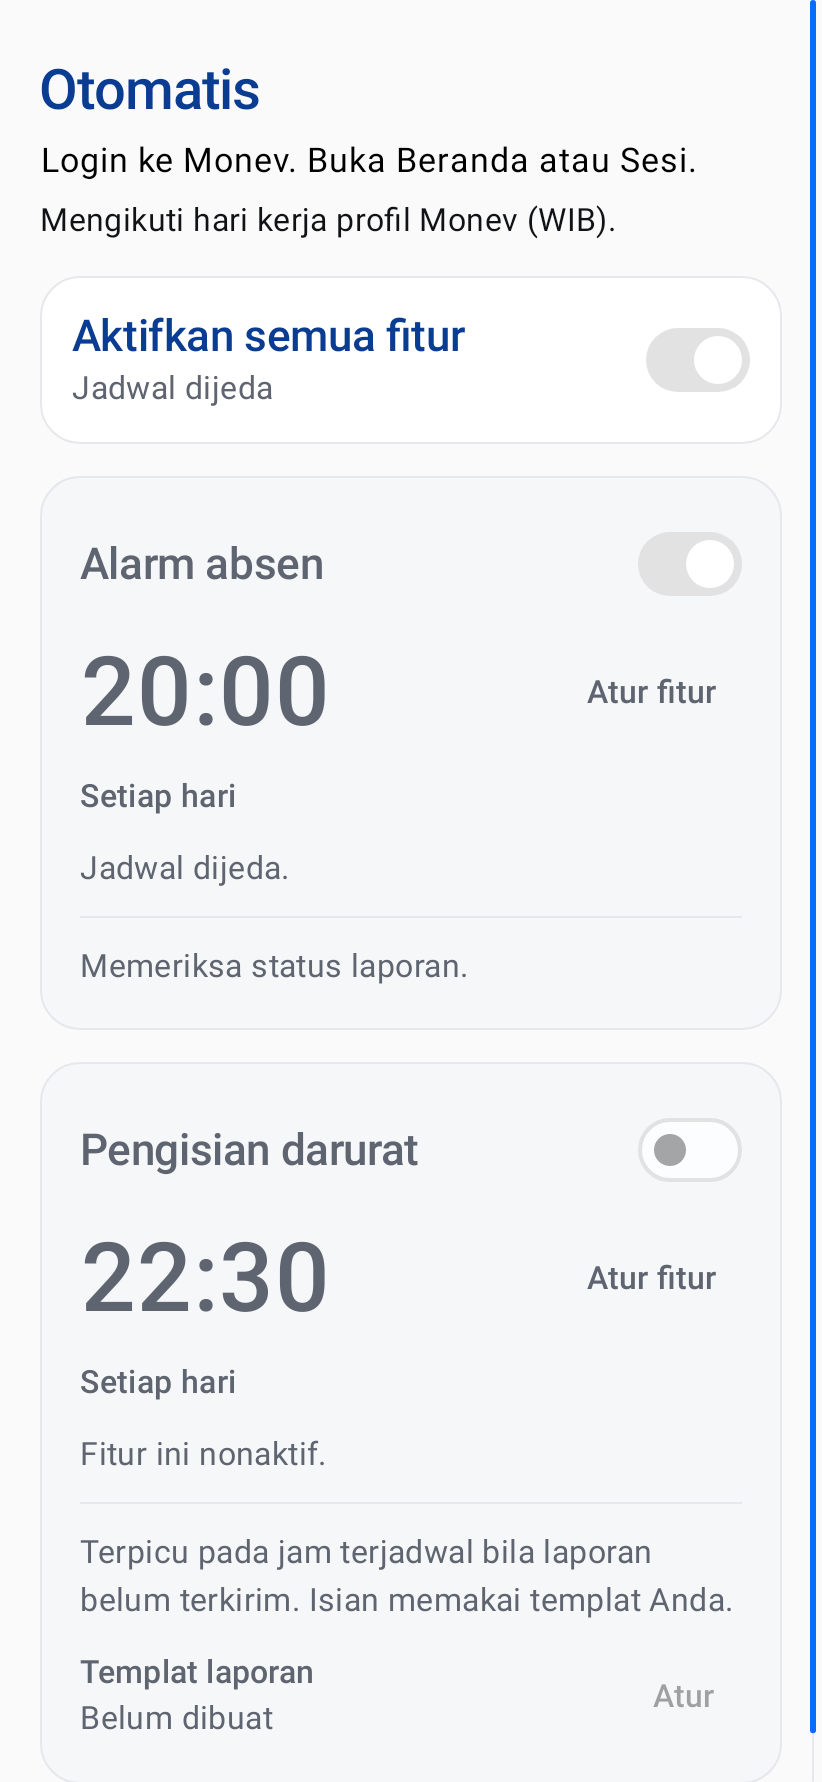 Otomatis
Login ke Monev. Buka Beranda atau Sesi.
Mengikuti hari kerja profil Monev (WIB).
Aktifkan semua fitur
Jadwal dijeda
Alarm absen
20:00
Atur fitur
Setiap hari
Jadwal dijeda.
Memeriksa status laporan.
Pengisian darurat
22:30
Atur fitur
Setiap hari
Fitur ini nonaktif.
Terpicu pada jam terjadwal bila laporan
belum terkirim. Isian memakai templat Anda.
Templat laporan
Atur
Belum dibuat